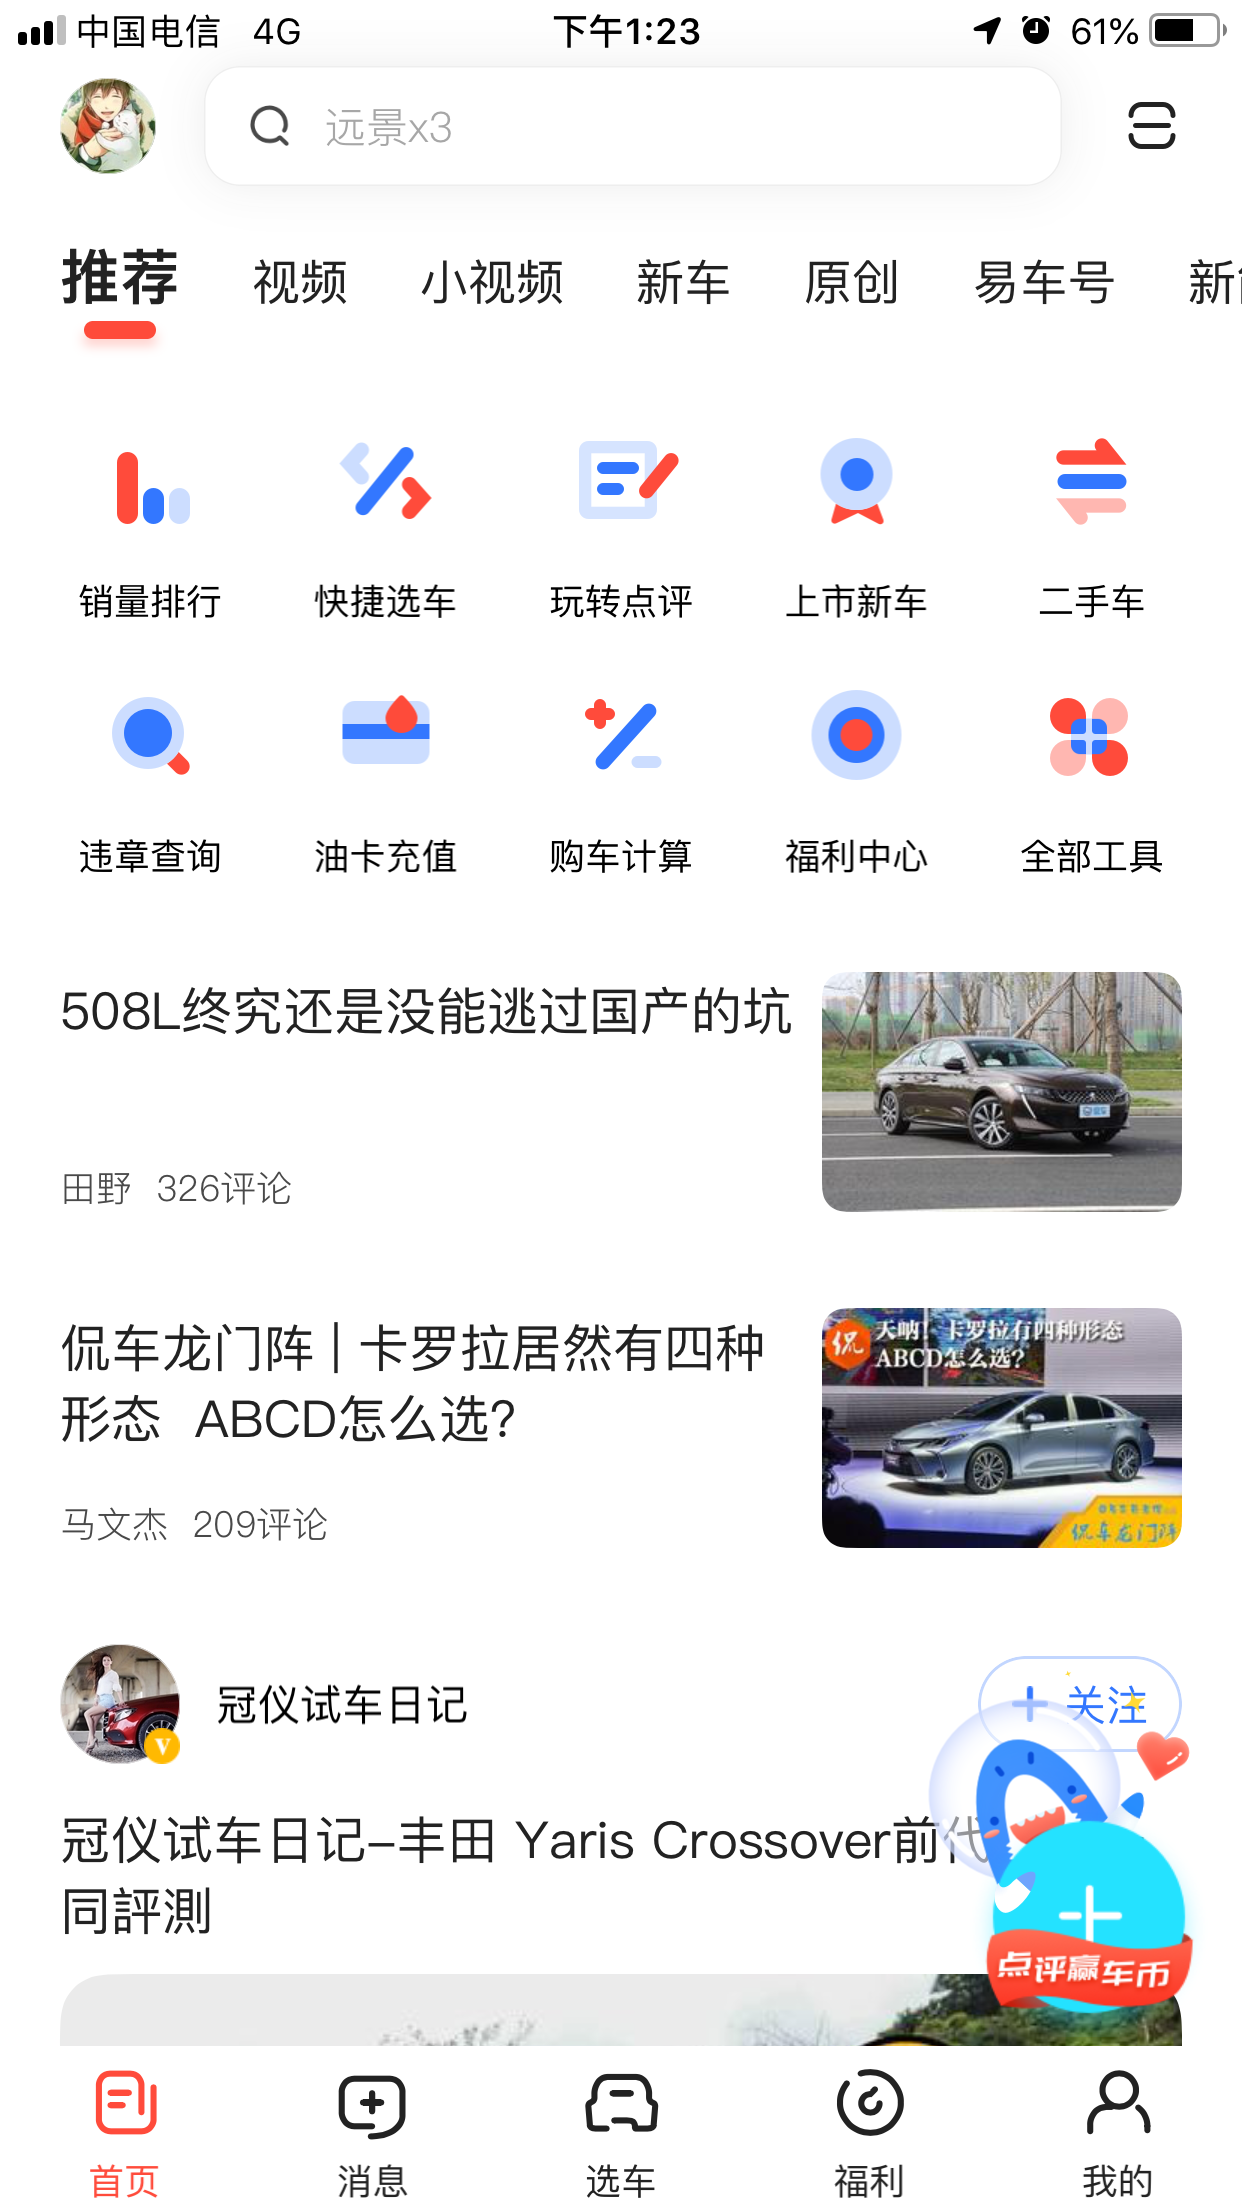 中国电信 4G 下午1:23 61%
远景x3
推荐 视频 小视频 新车 原创 易车号 新
销量排行 快捷选车 玩转点评 上市新车 二手车
违章查询 油卡充值 购车计算 福利中心 全部工具
508L终究还是没能逃过国产的坑
田野 326评论
侃车龙门阵 | 卡罗拉居然有四种
形态 ABCD怎么选?
马文杰 209评论
侃
天呐! 卡罗拉有四种形态
ABCD怎么选?
侃车龙门阵
V
冠仪试车日记
+ 关注
冠仪试车日记-丰田 Yaris Crossover前代
同評測
点评赢车币
首页 消息 选车 福利 我的